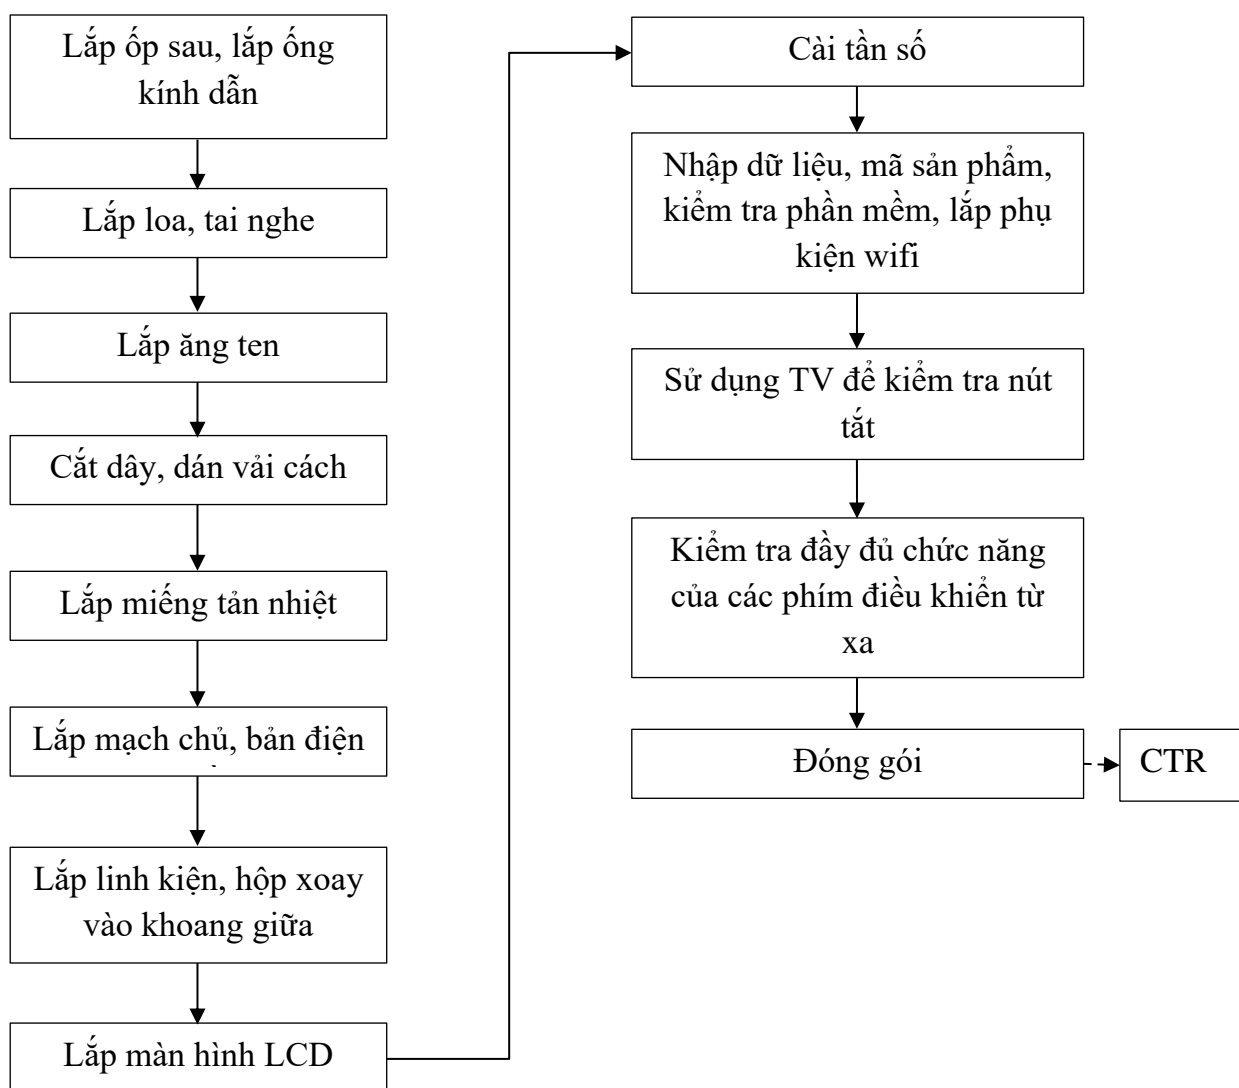 Lắp ốp sau, lắp ống
kính dẫn
Lắp loa, tai nghe
Lắp ăng ten
Cắt dây, dán vải cách
Lắp miếng tản nhiệt
Lắp mạch chủ, bản điện
Lắp linh kiện, hộp xoay
vào khoang giữa
Lắp màn hình LCD
Cài tần số
Nhập dữ liệu, mã sản phẩm,
kiểm tra phần mềm, lắp phụ
kiện wifi
Sử dụng TV để kiểm tra nút
tắt
Kiểm tra đầy đủ chức năng
của các phím điều khiển từ
xa
Đóng gói
CTR